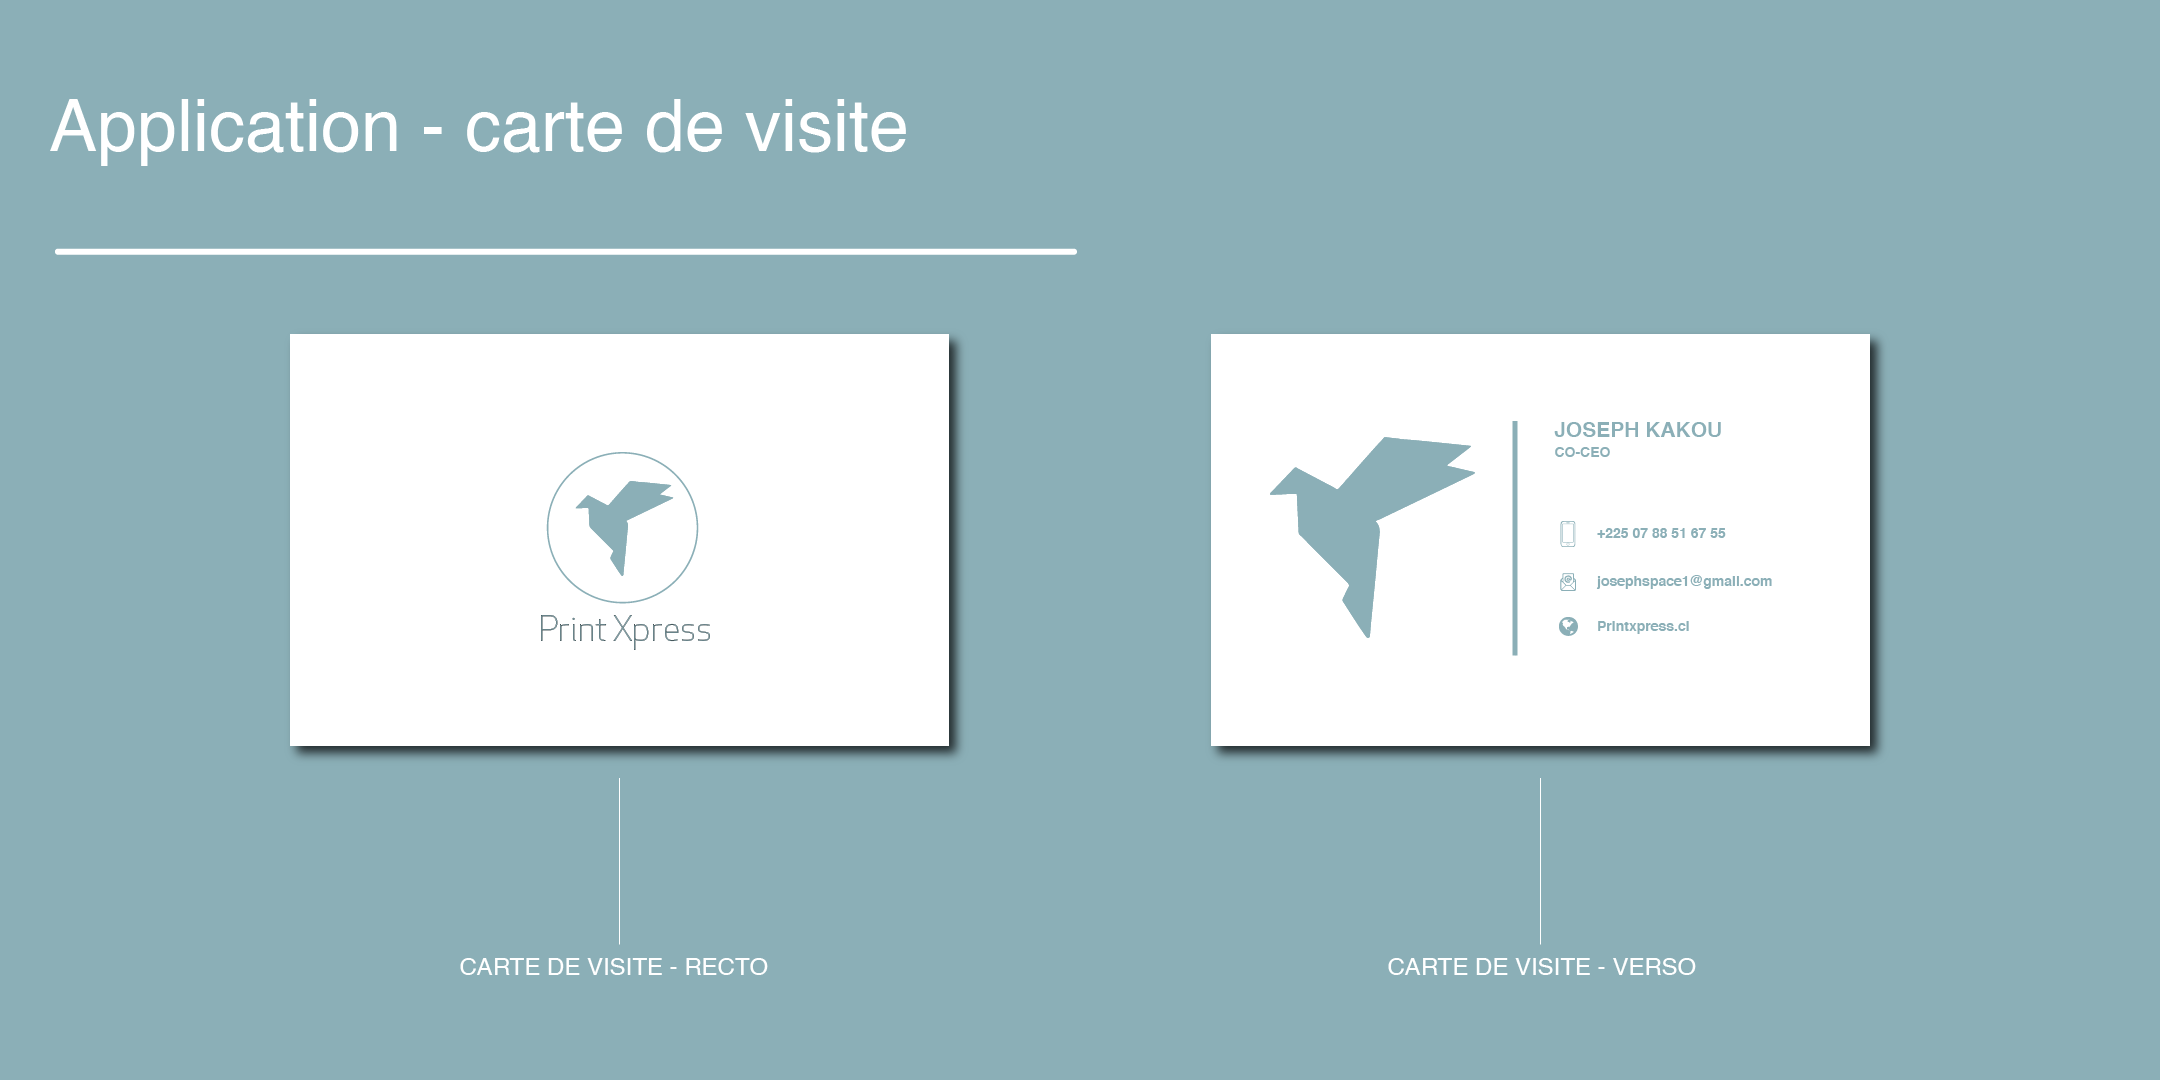 Application - carte de visite
Print Xpress
JOSEPH KAKOU
CO-CEO
+225 07 88 51 67 55
josephspace1@gmail.com
Printxpress.ci
CARTE DE VISITE - RECTO
CARTE DE VISITE - VERSO